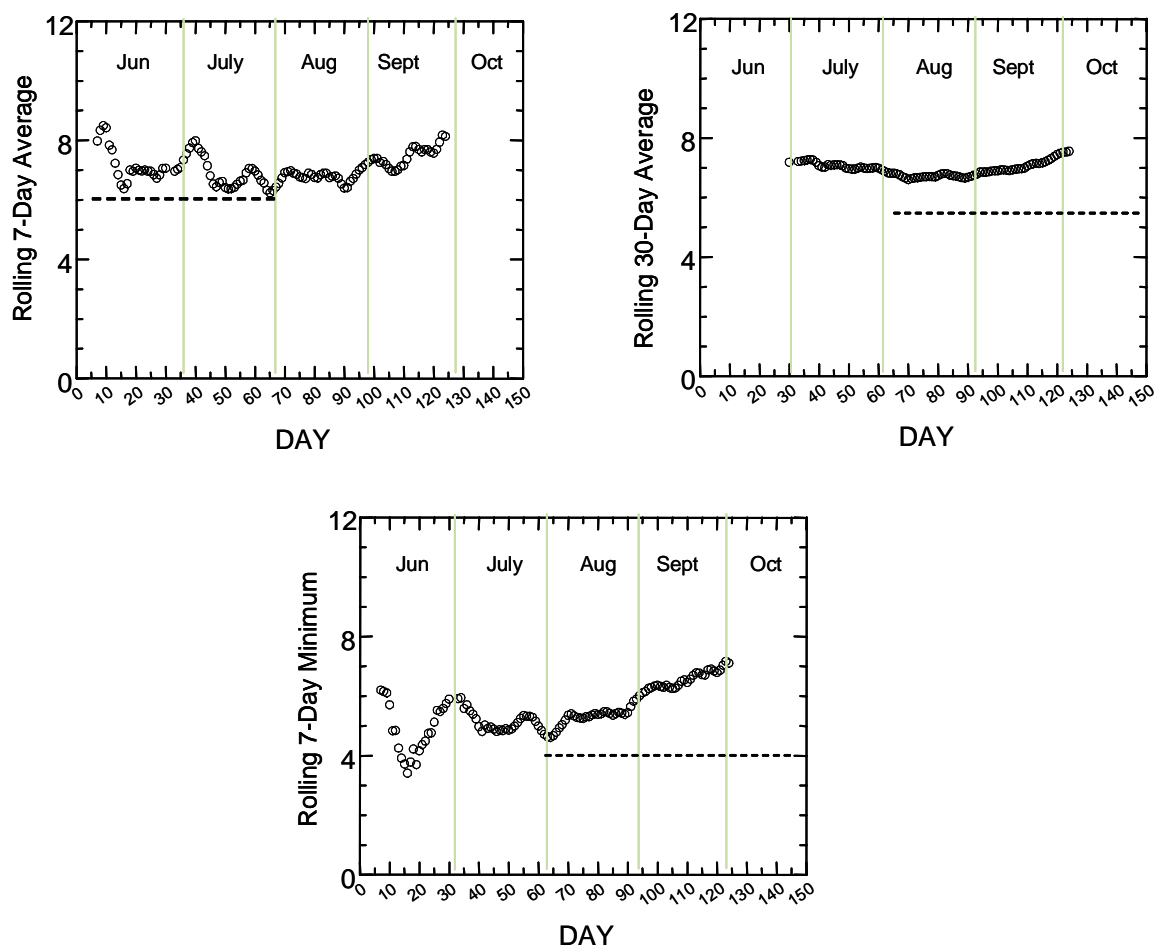 Rolling 7-Day Average
12
8
4
0
Jun July Aug Sept Oct
0 10 20 30 40 50 60 70 80 90 100 110 120 130 140 150
DAY
Rolling 30-Day Average
12
8
4
0
Jun July Aug Sept Oct
0 10 20 30 40 50 60 70 80 90 100 110 120 130 140 150
DAY
Rolling 7-Day Minimum
12
8
4
0
Jun July Aug Sept Oct
0 10 20 30 40 50 60 70 80 90 100 110 120 130 140 150
DAY